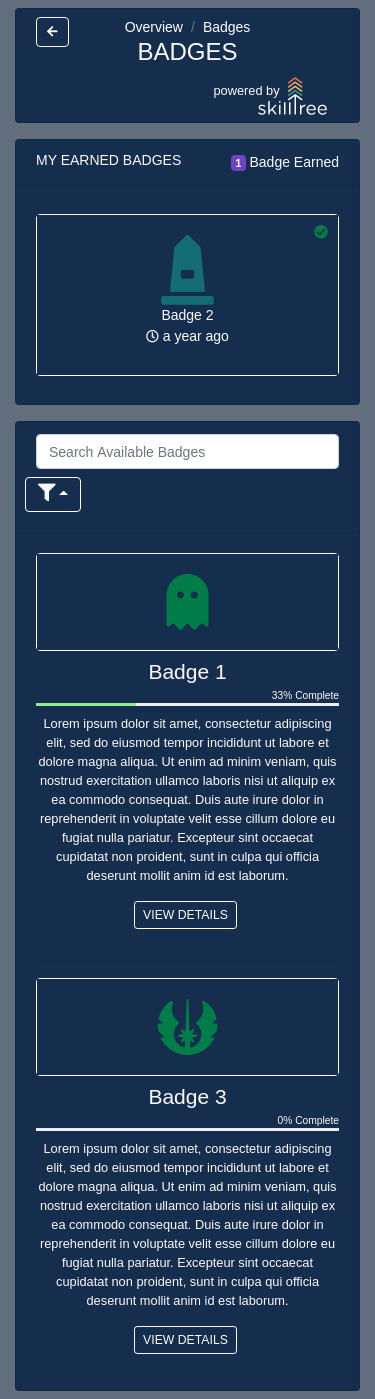 Overview / Badges
BADGES
powered by
skilltree
MY EARNED BADGES
1 Badge Earned
Badge 2
a year ago
Search Available Badges
Badge 1
33% Complete
Lorem ipsum dolor sit amet, consectetur adipiscing
elit, sed do eiusmod tempor incididunt ut labore et
dolore magna aliqua. Ut enim ad minim veniam, quis
nostrud exercitation ullamco laboris nisi ut aliquip ex
ea commodo consequat. Duis aute irure dolor in
reprehenderit in voluptate velit esse cillum dolore eu
fugiat nulla pariatur. Excepteur sint occaecat
cupidatat non proident, sunt in culpa qui officia
deserunt mollit anim id est laborum.
VIEW DETAILS
Badge 3
0% Complete
Lorem ipsum dolor sit amet, consectetur adipiscing
elit, sed do eiusmod tempor incididunt ut labore et
dolore magna aliqua. Ut enim ad minim veniam, quis
nostrud exercitation ullamco laboris nisi ut aliquip ex
ea commodo consequat. Duis aute irure dolor in
reprehenderit in voluptate velit esse cillum dolore eu
fugiat nulla pariatur. Excepteur sint occaecat
cupidatat non proident, sunt in culpa qui officia
deserunt mollit anim id est laborum.
VIEW DETAILS